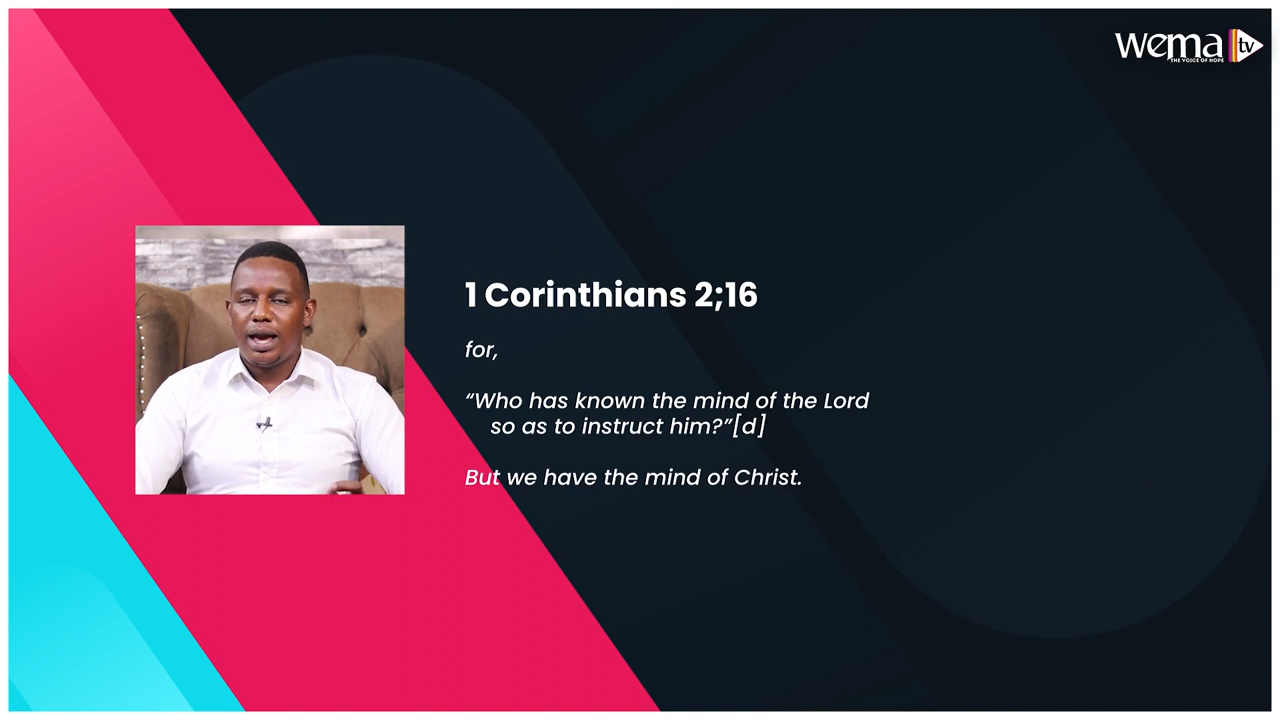 wema tv
THE VOICE OF HOPE
1 Corinthians 2;16
for,
“Who has known the mind of the Lord
so as to instruct him?”[d]
But we have the mind of Christ.